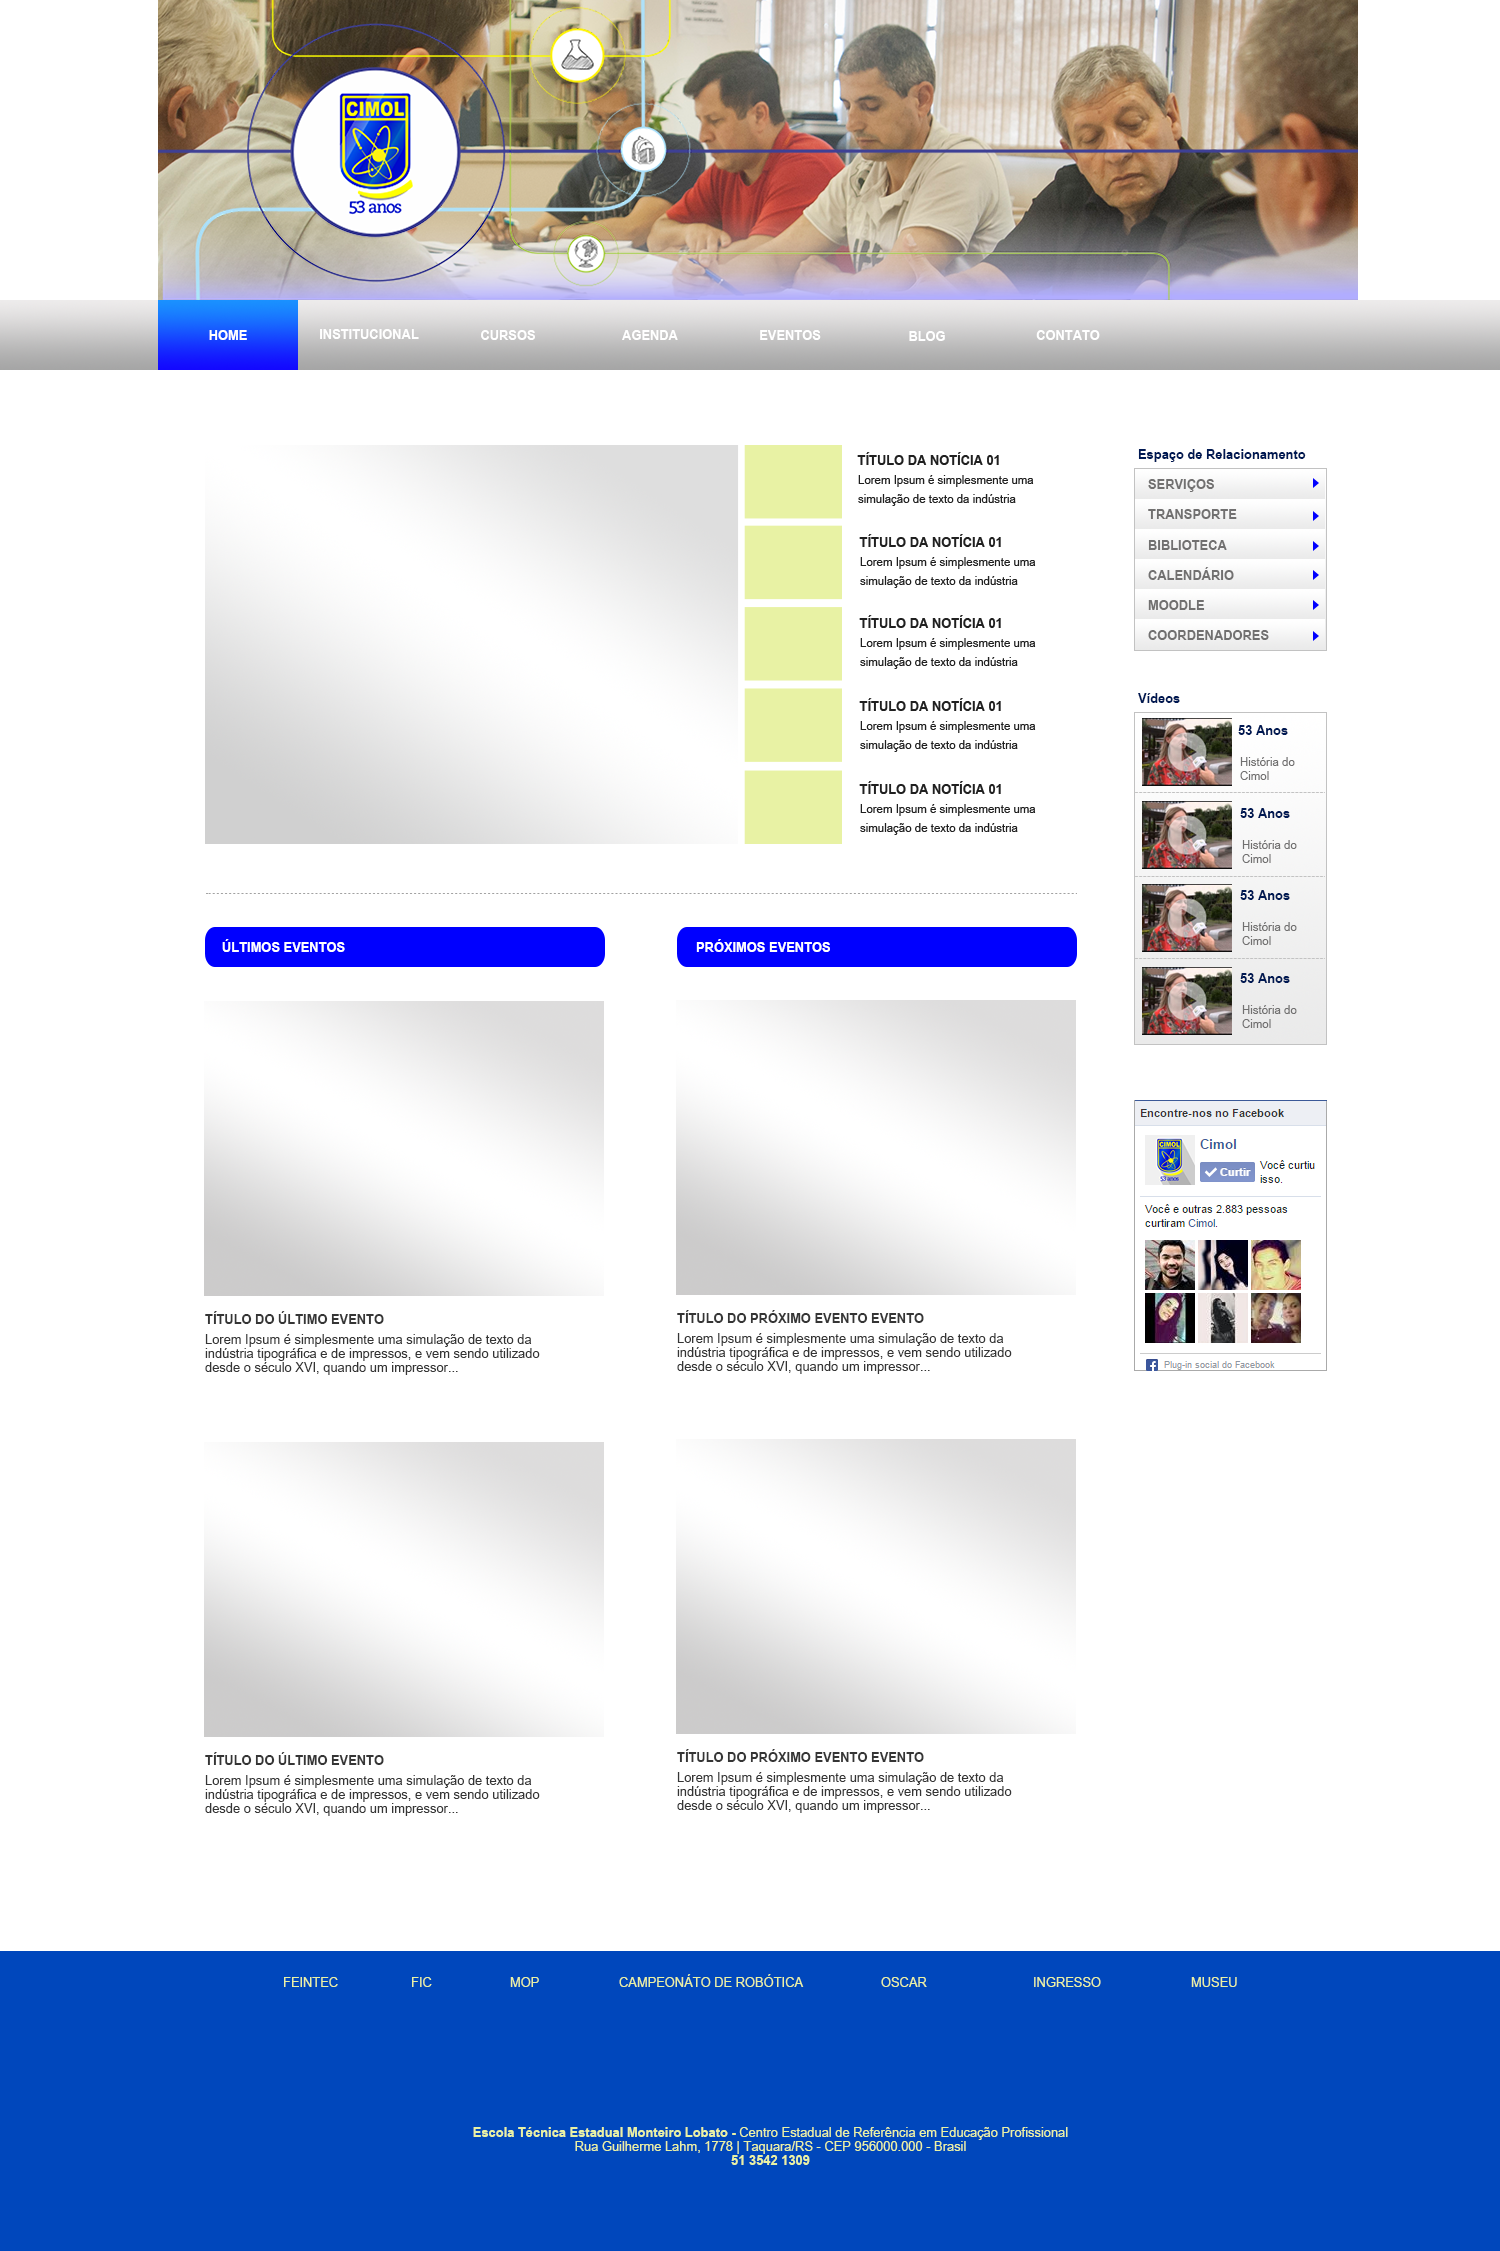 CIMOL
53 anos
HOME
INSTITUCIONAL
CURSOS
AGENDA
EVENTOS
BLOG
CONTATO
TÍTULO DA NOTÍCIA 01
Lorem Ipsum é simplesmente uma
simulação de texto da indústria
TÍTULO DA NOTÍCIA 01
Lorem Ipsum é simplesmente uma
simulação de texto da indústria
TÍTULO DA NOTÍCIA 01
Lorem Ipsum é simplesmente uma
simulação de texto da indústria
TÍTULO DA NOTÍCIA 01
Lorem Ipsum é simplesmente uma
simulação de texto da indústria
TÍTULO DA NOTÍCIA 01
Lorem Ipsum é simplesmente uma
simulação de texto da indústria
Espaço de Relacionamento
SERVIÇOS
TRANSPORTE
BIBLIOTECA
CALENDÁRIO
MOODLE
COORDENADORES
Vídeos
53 Anos
História do
Cimol
53 Anos
História do
Cimol
53 Anos
História do
Cimol
53 Anos
História do
Cimol
Encontre-nos no Facebook
CIMOL
53 anos
Cimol
Curtir
Você curtiu
isso.
Você e outras 2.883 pessoas
curtiram Cimol.
Plug-in social do Facebook
ÚLTIMOS EVENTOS
TÍTULO DO ÚLTIMO EVENTO
Lorem Ipsum é simplesmente uma simulação de texto da
indústria tipográfica e de impressos, e vem sendo utilizado
desde o século XVI, quando um impressor...
TÍTULO DO ÚLTIMO EVENTO
Lorem Ipsum é simplesmente uma simulação de texto da
indústria tipográfica e de impressos, e vem sendo utilizado
desde o século XVI, quando um impressor...
PRÓXIMOS EVENTOS
TÍTULO DO PRÓXIMO EVENTO EVENTO
Lorem Ipsum é simplesmente uma simulação de texto da
indústria tipográfica e de impressos, e vem sendo utilizado
desde o século XVI, quando um impressor...
TÍTULO DO PRÓXIMO EVENTO EVENTO
Lorem Ipsum é simplesmente uma simulação de texto da
indústria tipográfica e de impressos, e vem sendo utilizado
desde o século XVI, quando um impressor...
FEINTEC
FIC
MOP
CAMPEONÁTO DE ROBÓTICA
OSCAR
INGRESSO
MUSEU
Escola Técnica Estadual Monteiro Lobato - Centro Estadual de Referência em Educação Profissional
Rua Guilherme Lahm, 1778 | Taquara/RS - CEP 956000.000 - Brasil
51 3542 1309